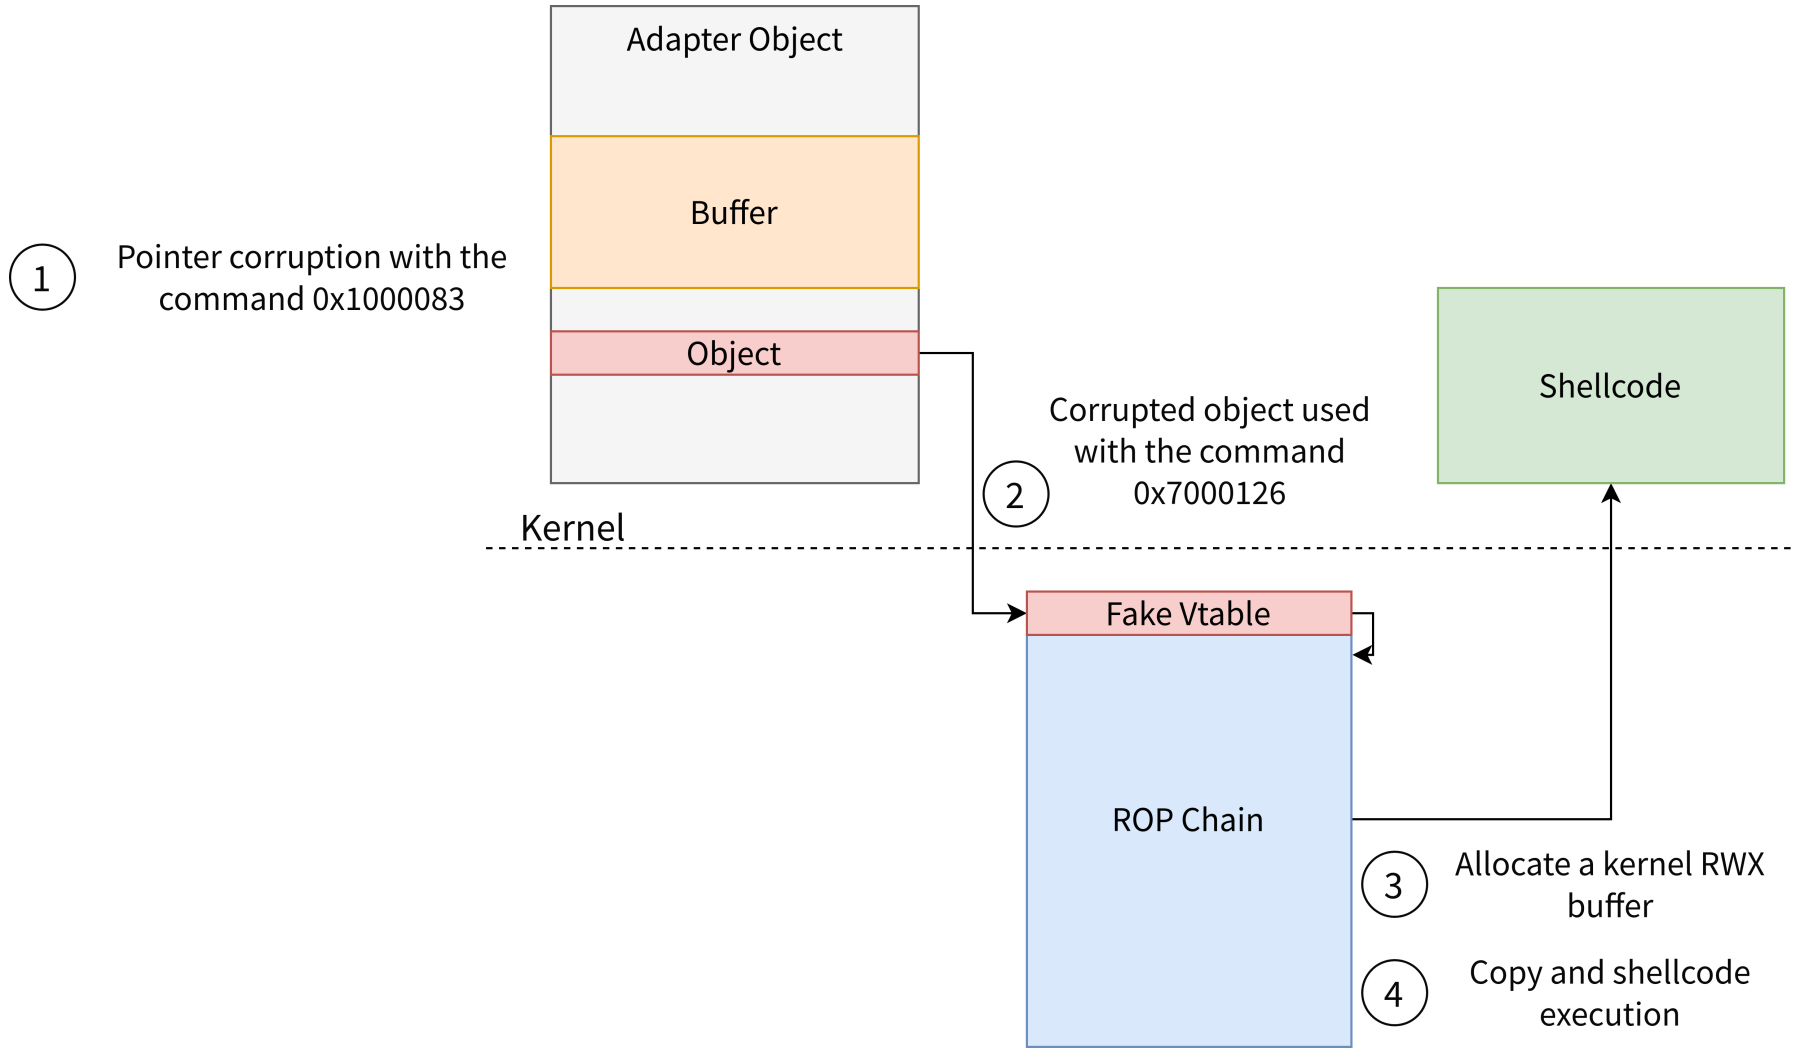 Adapter Object
Buffer
1
Pointer corruption with the
command 0x1000083
Object
Shellcode
Corrupted object used
with the command
0x7000126
2
Kernel
Fake Vtable
ROP Chain
3
Allocate a kernel RWX
buffer
4
Copy and shellcode
execution